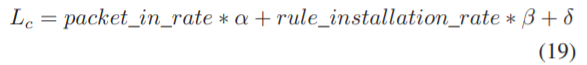 L_c = packet_in_rate * α + rule_installation_rate * β + δ
(19)